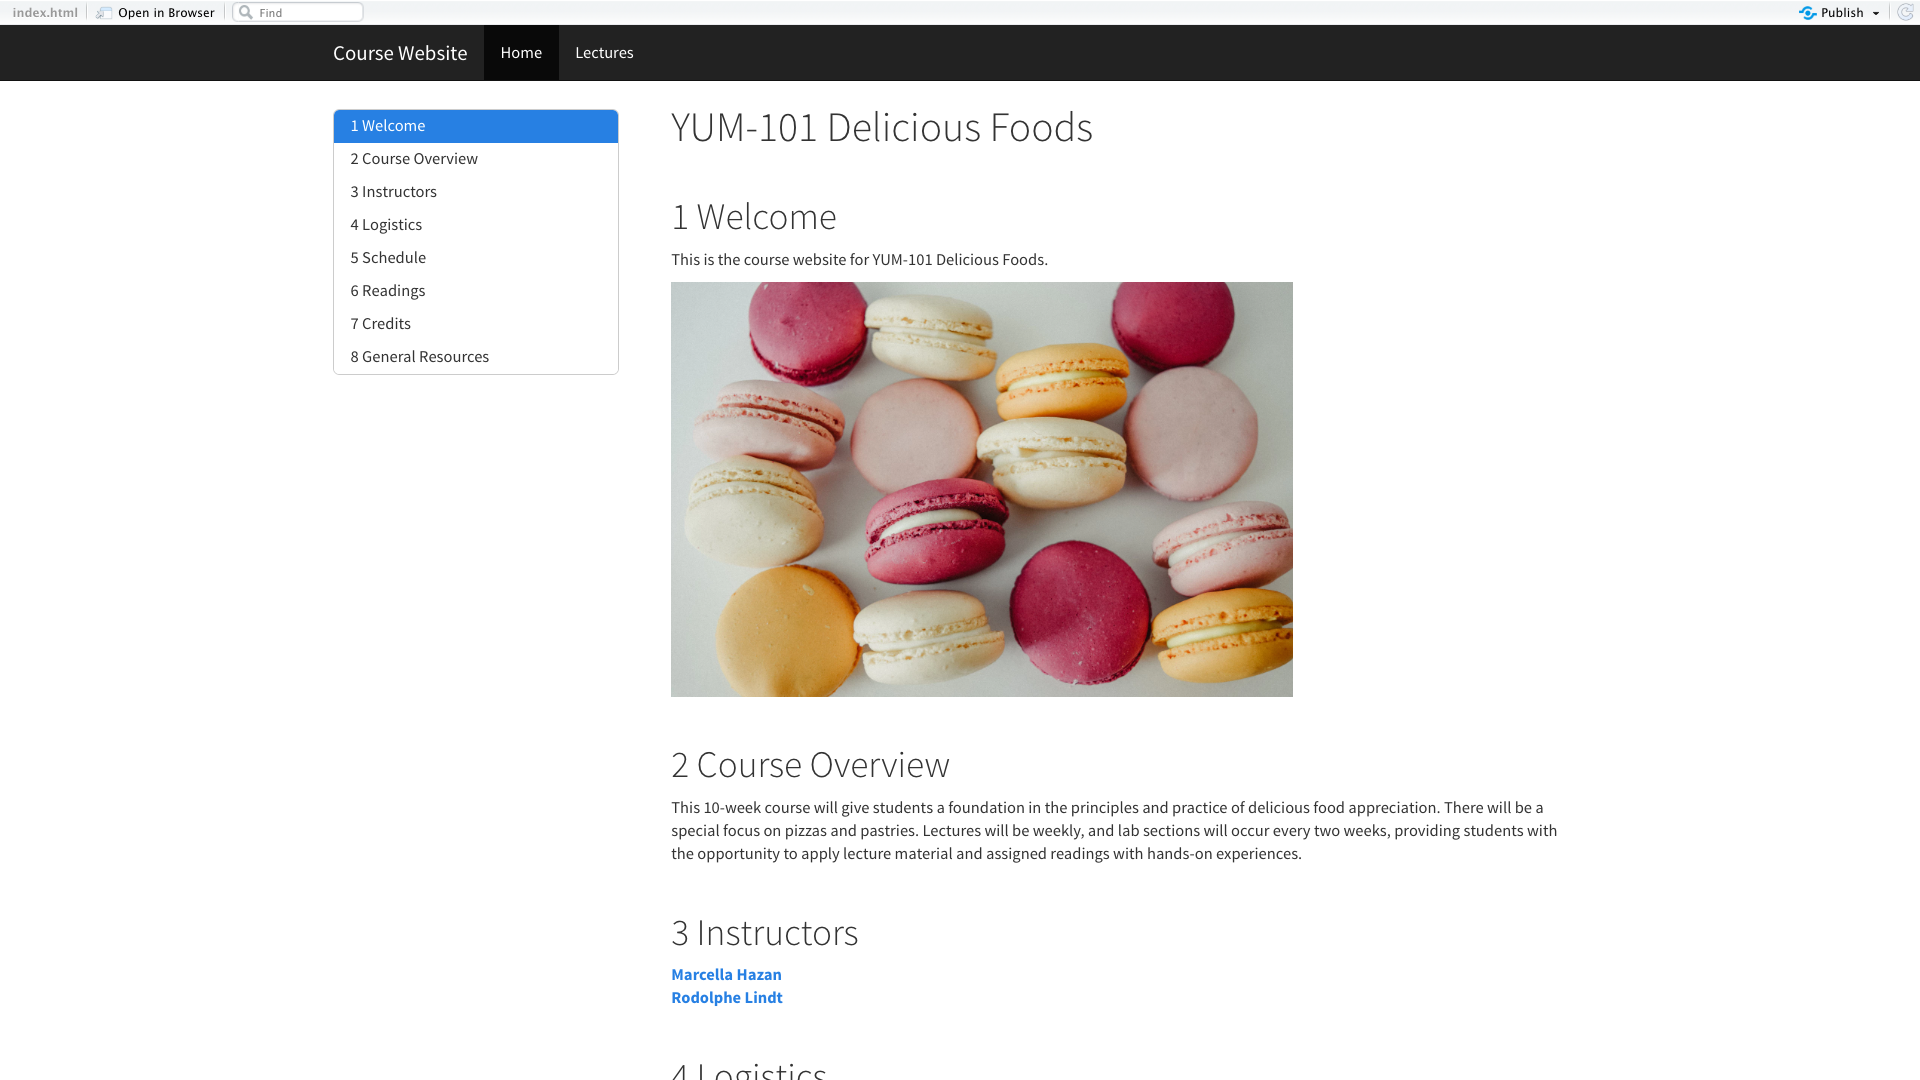 index.html Open in Browser Find Publish
Course Website Home Lectures
1 Welcome
2 Course Overview
3 Instructors
4 Logistics
5 Schedule
6 Readings
7 Credits
8 General Resources
YUM-101 Delicious Foods
1 Welcome
This is the course website for YUM-101 Delicious Foods.
2 Course Overview
This 10-week course will give students a foundation in the principles and practice of delicious food appreciation. There will be a
special focus on pizzas and pastries. Lectures will be weekly, and lab sections will occur every two weeks, providing students with
the opportunity to apply lecture material and assigned readings with hands-on experiences.
3 Instructors
Marcella Hazan
Rodolphe Lindt
4 Logistics